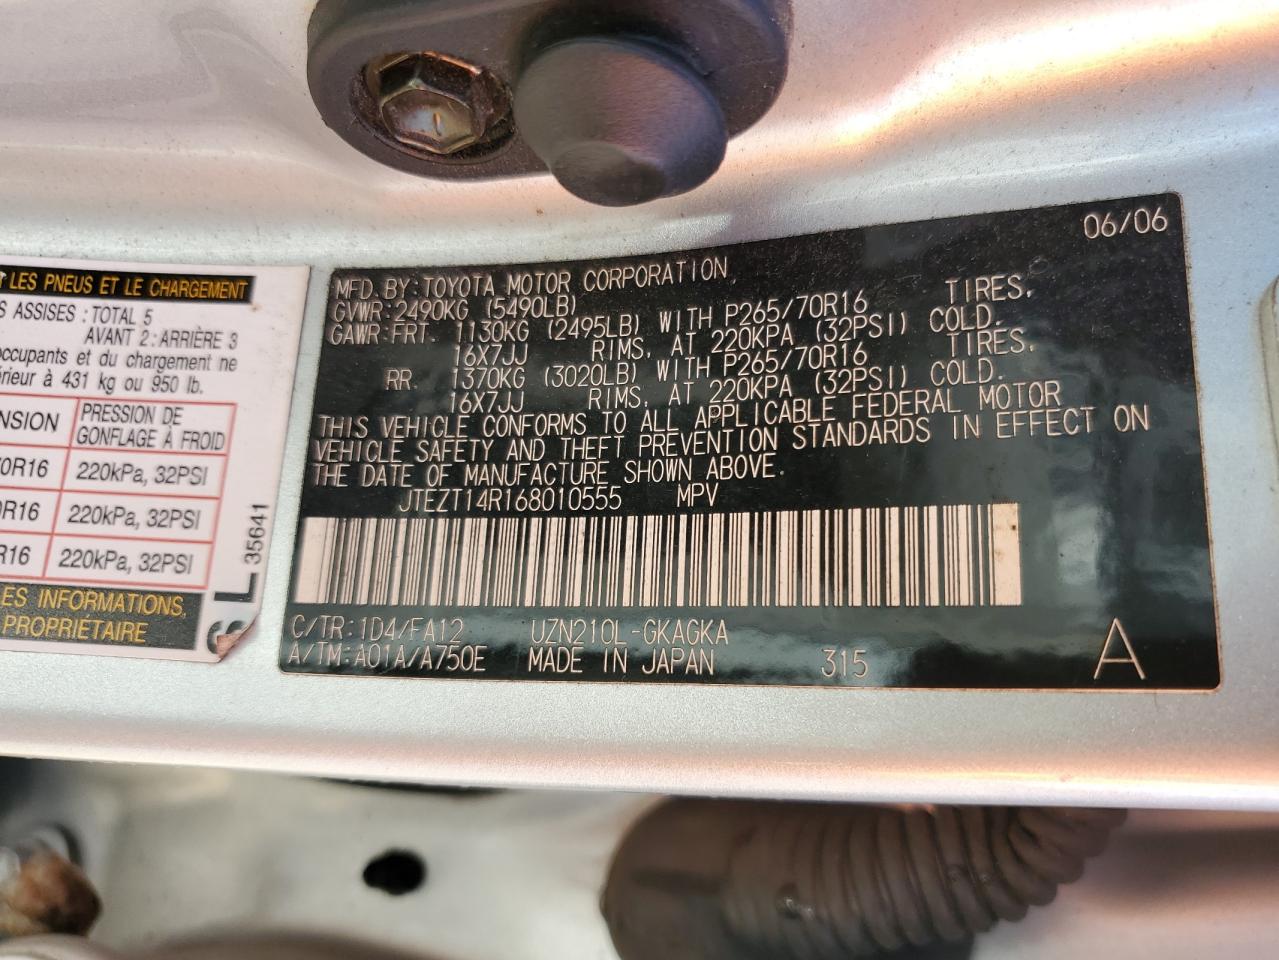 T LES PNEUS ET LE CHARGEMENT
S ASSISES : TOTAL 5
AVANT 2 : ARRIÈRE 3
occupants et du chargement ne
érieur à 431 kg ou 950 lb.
NSION PRESSION DE
GONFLAGE À FROID
70R16 220kPa, 32PSI
0R16 220kPa, 32PSI
R16 220kPa, 32PSI
ES INFORMATIONS,
PROPRIÉTAIRE
35641
06/06
MFD. BY: TOYOTA MOTOR CORPORATION
GVWR: 2490KG (5490LB)
GAWR: FRT. 1130KG (2495LB) WITH P265/70R16 TIRES,
16X7JJ RIMS, AT 220KPA (32PSI) COLD.
RR. 1370KG (3020LB) WITH P265/70R16 TIRES,
16X7JJ RIMS, AT 220KPA (32PSI) COLD.
THIS VEHICLE CONFORMS TO ALL APPLICABLE FEDERAL MOTOR
VEHICLE SAFETY AND THEFT PREVENTION STANDARDS IN EFFECT ON
THE DATE OF MANUFACTURE SHOWN ABOVE.
JTEZT14R168010555 MPV
C/TR: 1D4/FA12 UZN210L-GKAGKA
A/TM: A01A/A750E MADE IN JAPAN 315 A